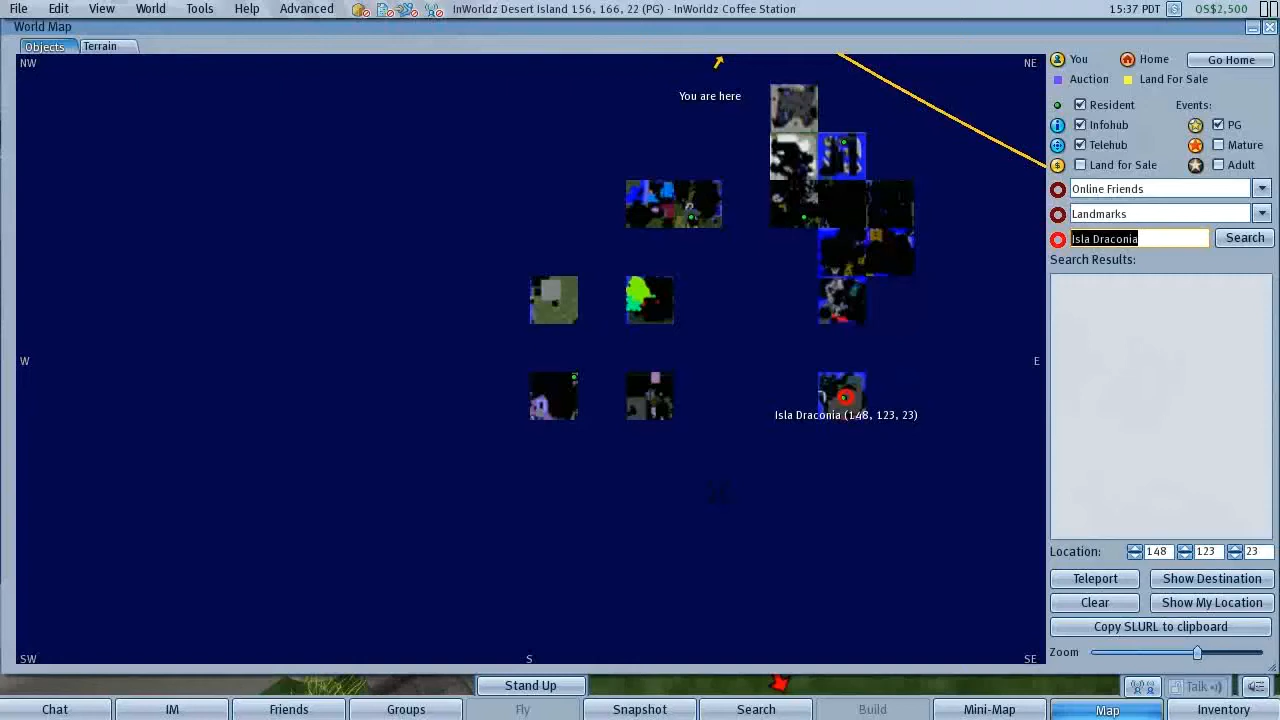 File Edit View World Tools Help Advanced InWorldz Desert Island 156, 166, 22 (PG) - InWorldz Coffee Station 15:37 PDT OS$2,500
World Map
Objects Terrain
NW NE
You Home Go Home
Auction Land For Sale
You are here
Resident Events:
Infohub PG
Telehub Mature
Land for Sale Adult
Online Friends
Landmarks
Isla Draconia Search
Search Results:
W E
Isla Draconia (148, 123, 23)
Location: 148 123 23
Teleport Show Destination
Clear Show My Location
Copy SLURL to clipboard
Zoom
SW S SE
Stand Up Talk
Chat IM Friends Groups Fly Snapshot Search Build Mini-Map Map Inventory